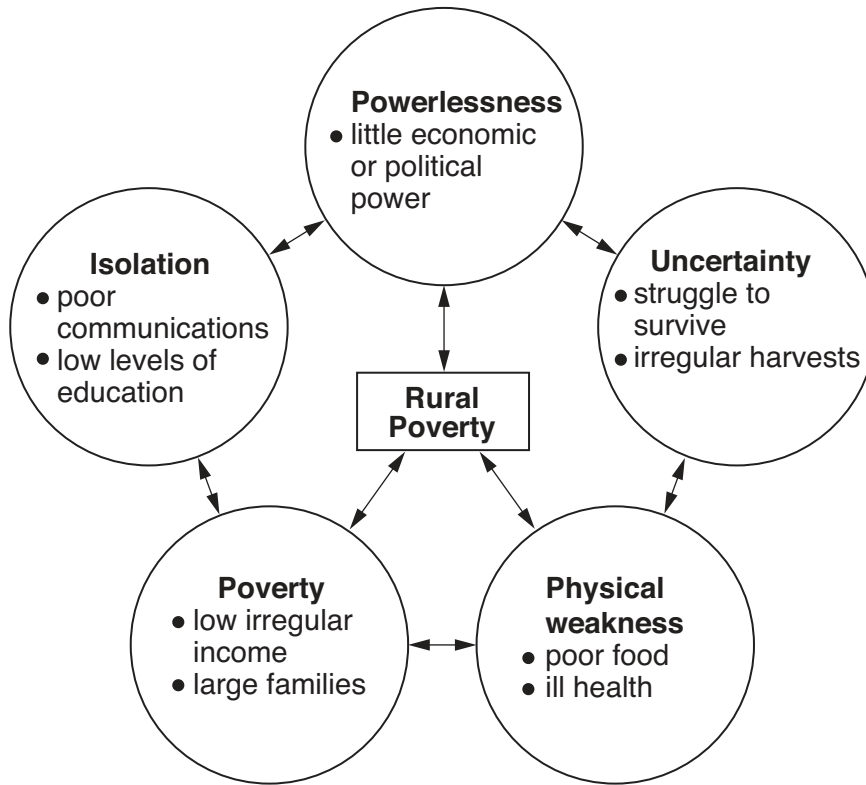 Powerlessness
• little economic
or political
power
Isolation
• poor
communications
• low levels of
education
Uncertainty
• struggle to
survive
• irregular harvests
Rural
Poverty
Poverty
• low irregular
income
• large families
Physical
weakness
• poor food
• ill health